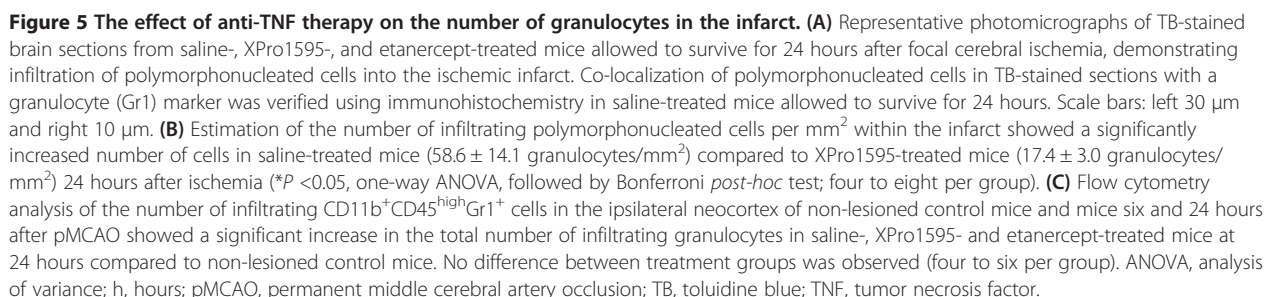 Figure 5 The effect of anti-TNF therapy on the number of granulocytes in the infarct. (A) Representative photomicrographs of TB-stained
brain sections from saline-, XPro1595-, and etanercept-treated mice allowed to survive for 24 hours after focal cerebral ischemia, demonstrating
infiltration of polymorphonucleated cells into the ischemic infarct. Co-localization of polymorphonucleated cells in TB-stained sections with a
granulocyte (Gr1) marker was verified using immunohistochemistry in saline-treated mice allowed to survive for 24 hours. Scale bars: left 30 μm
and right 10 μm. (B) Estimation of the number of infiltrating polymorphonucleated cells per mm² within the infarct showed a significantly
increased number of cells in saline-treated mice (58.6 ± 14.1 granulocytes/mm²) compared to XPro1595-treated mice (17.4 ± 3.0 granulocytes/
mm²) 24 hours after ischemia (*P <0.05, one-way ANOVA, followed by Bonferroni post-hoc test; four to eight per group). (C) Flow cytometry
analysis of the number of infiltrating CD11b⁺CD45ʰⁱᵍʰGr1⁺ cells in the ipsilateral neocortex of non-lesioned control mice and mice six and 24 hours
after pMCAO showed a significant increase in the total number of infiltrating granulocytes in saline-, XPro1595- and etanercept-treated mice at
24 hours compared to non-lesioned control mice. No difference between treatment groups was observed (four to six per group). ANOVA, analysis
of variance; h, hours; pMCAO, permanent middle cerebral artery occlusion; TB, toluidine blue; TNF, tumor necrosis factor.